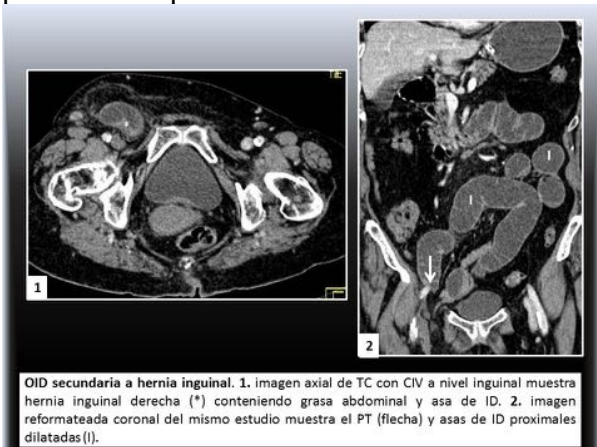 *
1
I
I
2
OID secundaria a hernia inguinal. 1. imagen axial de TC con CIV a nivel inguinal muestra
hernia inguinal derecha (*) conteniendo grasa abdominal y asa de ID. 2. imagen
reformateada coronal del mismo estudio muestra el PT (flecha) y asas de ID proximales
dilatadas (I).